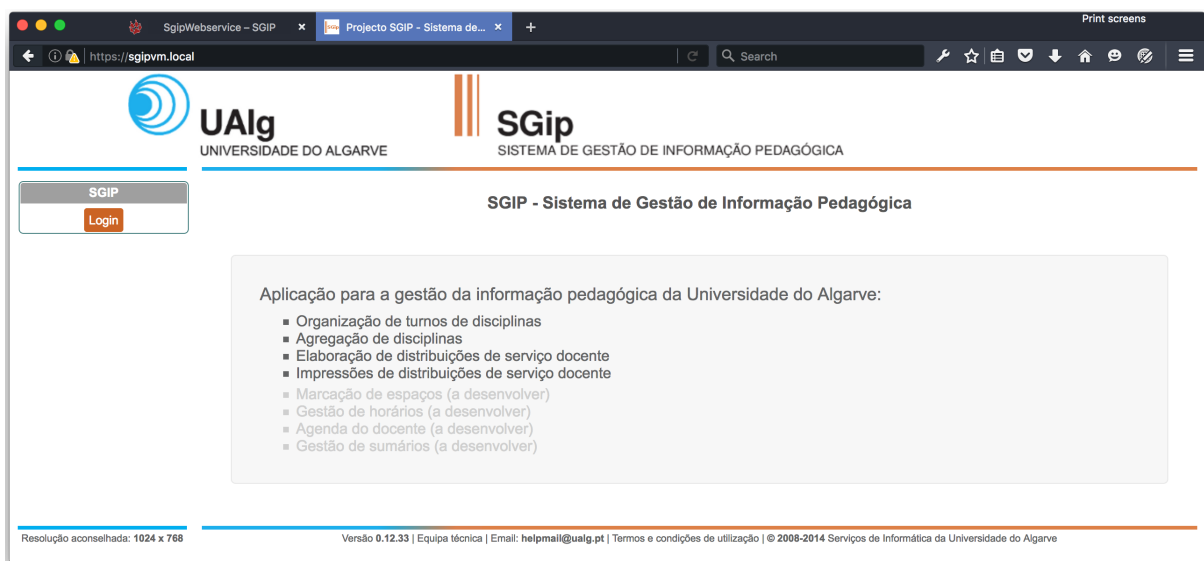 Print screens
SgipWebservice – SGIP
Projecto SGIP - Sistema de...
https://sgipvm.local
Search
UAlg
UNIVERSIDADE DO ALGARVE
SGip
SISTEMA DE GESTÃO DE INFORMAÇÃO PEDAGÓGICA
SGIP
Login
SGIP - Sistema de Gestão de Informação Pedagógica
Aplicação para a gestão da informação pedagógica da Universidade do Algarve:
Organização de turnos de disciplinas
Agregação de disciplinas
Elaboração de distribuições de serviço docente
Impressões de distribuições de serviço docente
Marcação de espaços (a desenvolver)
Gestão de horários (a desenvolver)
Agenda do docente (a desenvolver)
Gestão de sumários (a desenvolver)
Resolução aconselhada: 1024 x 768
Versão 0.12.33 | Equipa técnica | Email: helpmail@ualg.pt | Termos e condições de utilização | © 2008-2014 Serviços de Informática da Universidade do Algarve